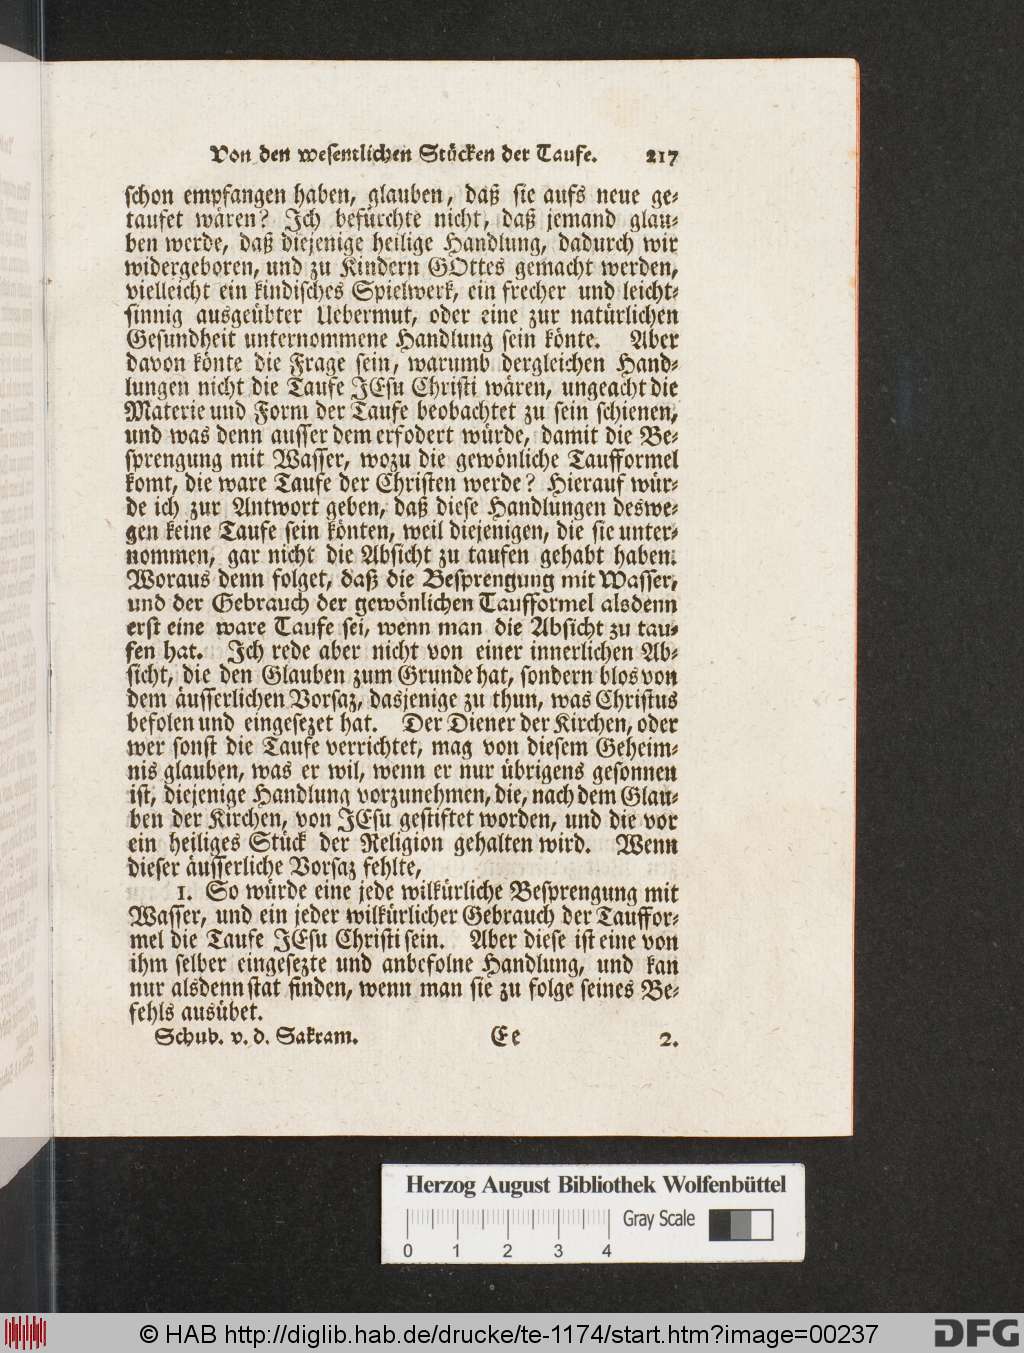 Von den wesentlichen Stücken der Taufe. 217
schon empfangen haben, glauben, daß sie aufs neue ge-
taufet wären? Ich befürchte nicht, daß jemand glau-
ben werde, daß diejenige heilige Handlung, dadurch wir
widergeboren, und zu Kindern GOttes gemacht werden,
vielleicht ein kindisches Spielwerk, ein frecher und leicht-
sinnig ausgeübter Uebermut, oder eine zur natürlichen
Gesundheit unternommene Handlung sein könte. Aber
davon könte die Frage sein, warumb dergleichen Hand-
lungen nicht die Taufe JEsu Christi wären, ungeacht die
Materie und Form der Taufe beobachtet zu sein schienen,
und was denn ausser dem erfodert würde, damit die Be-
sprengung mit Wasser, wozu die gewönliche Taufformel
komt, die ware Taufe der Christen werde? Hierauf wür-
de ich zur Antwort geben, daß diese Handlungen deswe-
gen keine Taufe sein könten, weil diejenigen, die sie unter-
nommen, gar nicht die Absicht zu taufen gehabt haben.
Woraus denn folget, daß die Besprengung mit Wasser,
und der Gebrauch der gewönlichen Taufformel alsdenn
erst eine ware Taufe sei, wenn man die Absicht zu tau-
fen hat. Ich rede aber nicht von einer innerlichen Ab-
sicht, die den Glauben zum Grunde hat, sondern blos von
dem äusserlichen Vorsaz, dasjenige zu thun, was Christus
befolen und eingesezet hat. Der Diener der Kirchen, oder
wer sonst die Taufe verrichtet, mag von diesem Geheim-
nis glauben, was er wil, wenn er nur übrigens gesonnen
ist, diejenige Handlung vorzunehmen, die, nach dem Glau-
ben der Kirchen, von JEsu gestiftet worden, und die vor
ein heiliges Stück der Religion gehalten wird. Wenn
dieser äusserliche Vorsaz fehlte,
1. So würde eine jede wilkürliche Besprengung mit
Wasser, und ein jeder wilkürlicher Gebrauch der Tauffor-
mel die Taufe JEsu Christi sein. Aber diese ist eine von
ihm selber eingesezte und anbefolne Handlung, und kan
nur alsdenn stat finden, wenn man sie zu folge seines Be-
fehls ausübet.
Schub. v. d. Sakram. Ee 2.
Herzog August Bibliothek Wolfenbüttel
Gray Scale
0 1 2 3 4
© HAB http://diglib.hab.de/drucke/te-1174/start.htm?image=00237
DFG